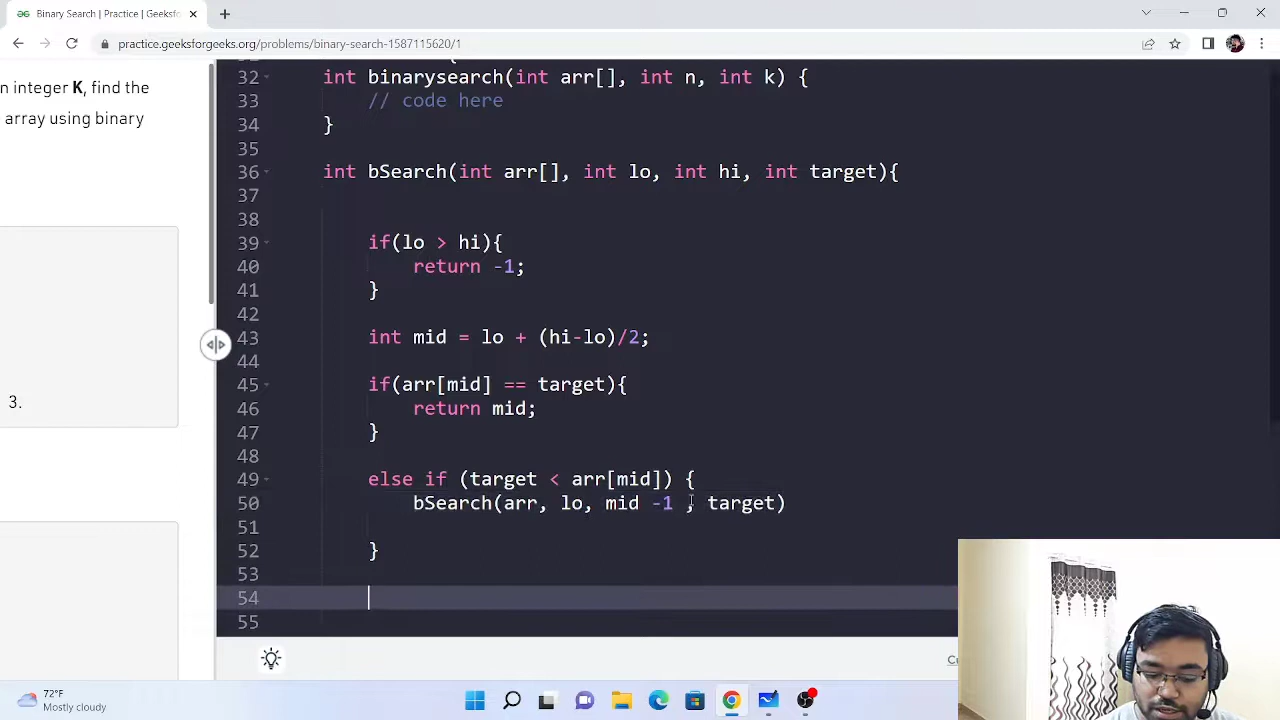 Binary Search | Practice | Geeksfo
practice.geeksforgeeks.org/problems/binary-search-1587115620/1
n integer K, find the
array using binary
3.
32 int binarysearch(int arr[], int n, int k) {
33 // code here
34 }
35
36 int bSearch(int arr[], int lo, int hi, int target){
37
38
39 if(lo > hi){
40 return -1;
41 }
42
43 int mid = lo + (hi-lo)/2;
44
45 if(arr[mid] == target){
46 return mid;
47 }
48
49 else if (target < arr[mid]) {
50 bSearch(arr, lo, mid -1 , target)
51
52 }
53
54
55
72°F
Mostly cloudy